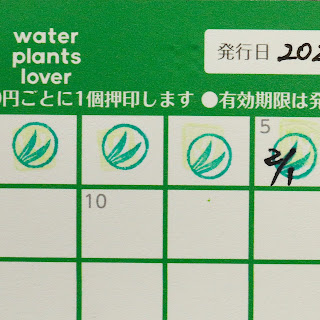 water
plants
lover
発行日 202
0円ごとに1個押印します ●有効期限は発
5
2/1
10